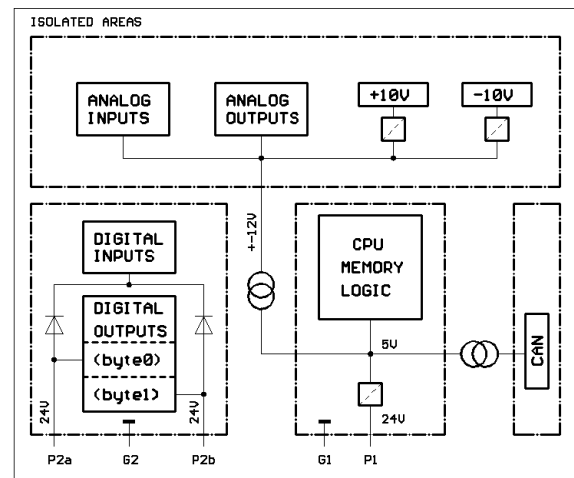 ISOLATED AREAS
ANALOG
INPUTS
ANALOG
OUTPUTS
+10V
-10V
+-12V
DIGITAL
INPUTS
DIGITAL
OUTPUTS
(byte0)
(byte1)
24V
24V
CPU
MEMORY
LOGIC
5V
24V
CAN
P2a
G2
P2b
G1
P1